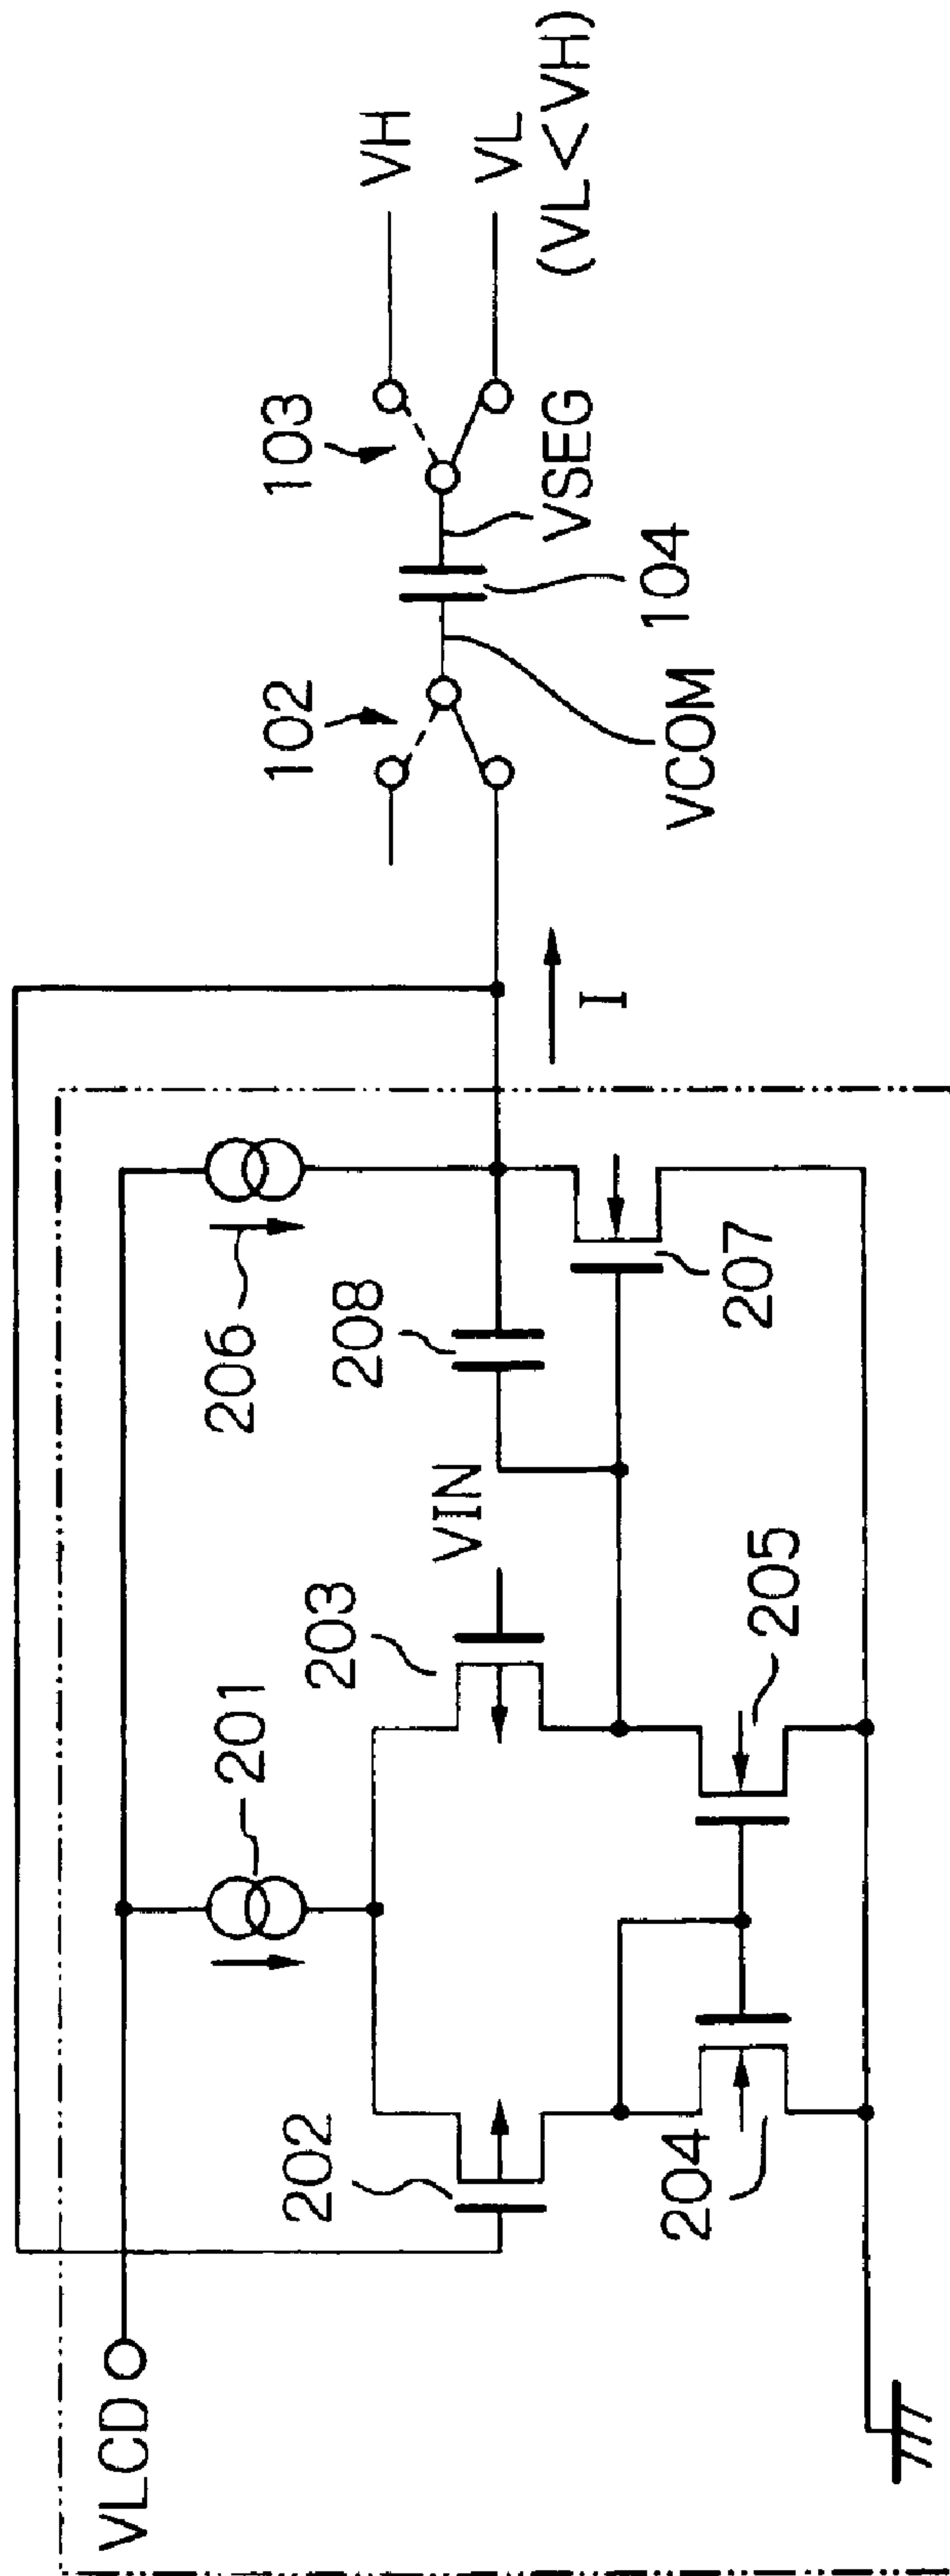 VLCD
201
206
202
203
VIN
208
204
205
207
I
102
103
VCOM
104
VSEG
VH
VL
(VL<VH)